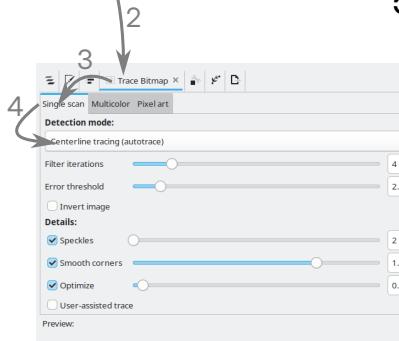 2
3
Trace Bitmap ×
4
Single scan Multicolor Pixel art
Detection mode:
Centerline tracing (autotrace)
Filter iterations 4
Error threshold 2.
Invert image
Details:
Speckles 2
Smooth corners 1.
Optimize 0.
User-assisted trace
Preview: